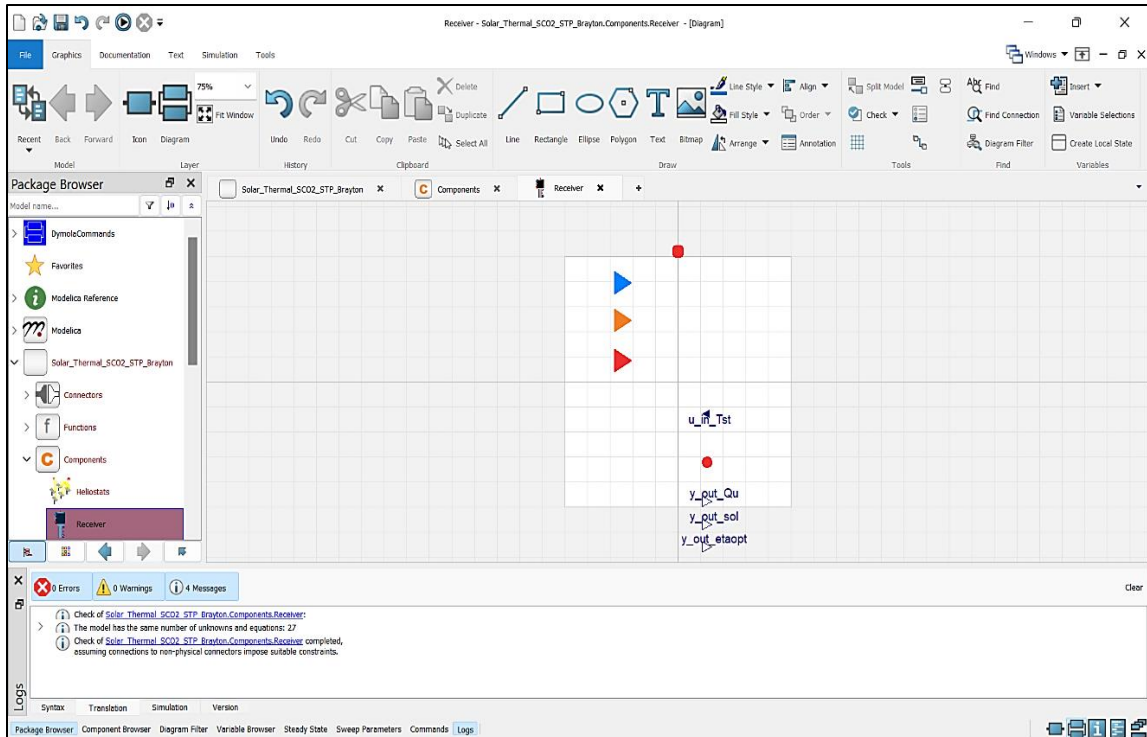 Receiver - Solar_Thermal_SCO2_STP_Brayton.Components.Receiver - [Diagram]
File Graphics Documentation Text Simulation Tools Windows
75%
Fit Window
Recent Back Forward Icon Diagram
Model Layer
Undo Redo
History
Cut Copy Paste
Delete
Duplicate
Select All
Clipboard
Line Rectangle Ellipse Polygon Text Bitmap
Line Style Align
Fill Style Order
Arrange Annotation
Draw
Split Model
Check
Tools
Find
Find Connection
Diagram Filter
Find
Insert Variable Selections
Create Local State
Variables
Package Browser
Model name...
Solar_Thermal_SCO2_STP_Brayton Components Receiver
DymolaCommands
Favorites
Modelica Reference
Modelica
Solar_Thermal_SCO2_STP_Brayton
Connectors
Functions
Components
Heliostats
Receiver
u_in_Tst
y_out_Qu
y_out_sol
y_out_etaopt
0 Errors 0 Warnings 4 Messages Clear
Check of Solar_Thermal_SCO2_STP_Brayton.Components.Receiver:
The model has the same number of unknowns and equations: 27
Check of Solar_Thermal_SCO2_STP_Brayton.Components.Receiver completed,
assuming connections to non-physical connectors impose suitable constraints.
Logs
Syntax Translation Simulation Version
Package Browser Component Browser Diagram Filter Variable Browser Steady State Sweep Parameters Commands Logs